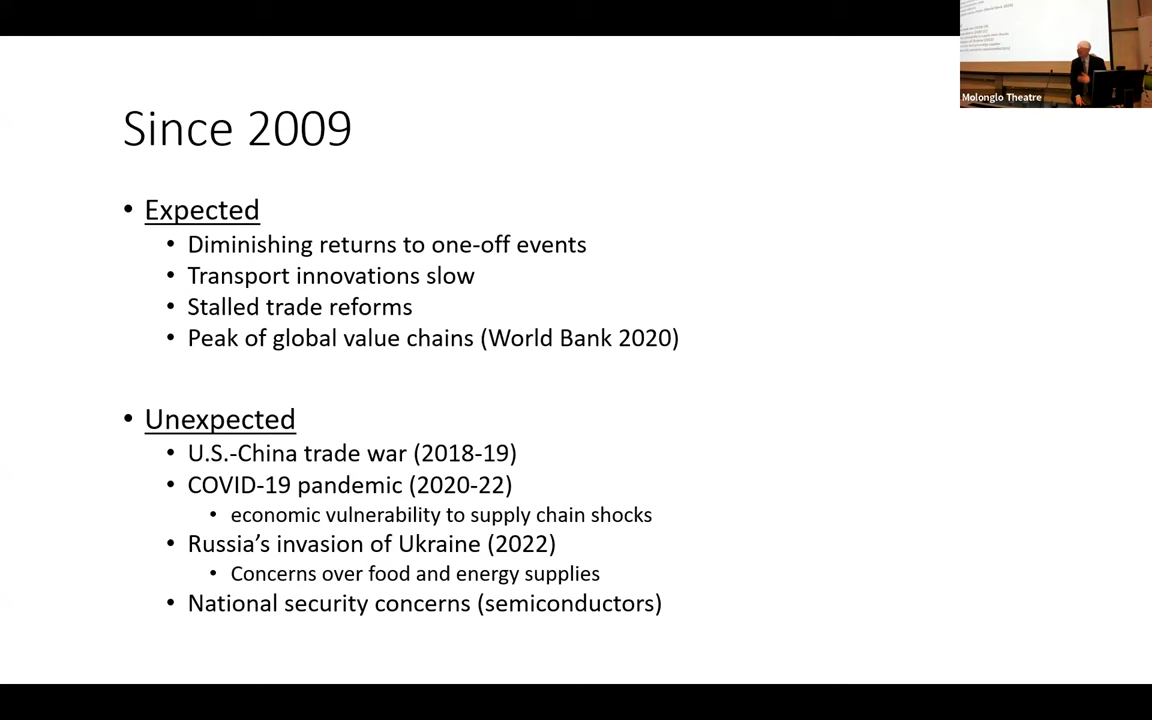 Molonglo Theatre
Since 2009
• Expected
• Diminishing returns to one-off events
• Transport innovations slow
• Stalled trade reforms
• Peak of global value chains (World Bank 2020)
• Unexpected
• U.S.-China trade war (2018-19)
• COVID-19 pandemic (2020-22)
• economic vulnerability to supply chain shocks
• Russia’s invasion of Ukraine (2022)
• Concerns over food and energy supplies
• National security concerns (semiconductors)